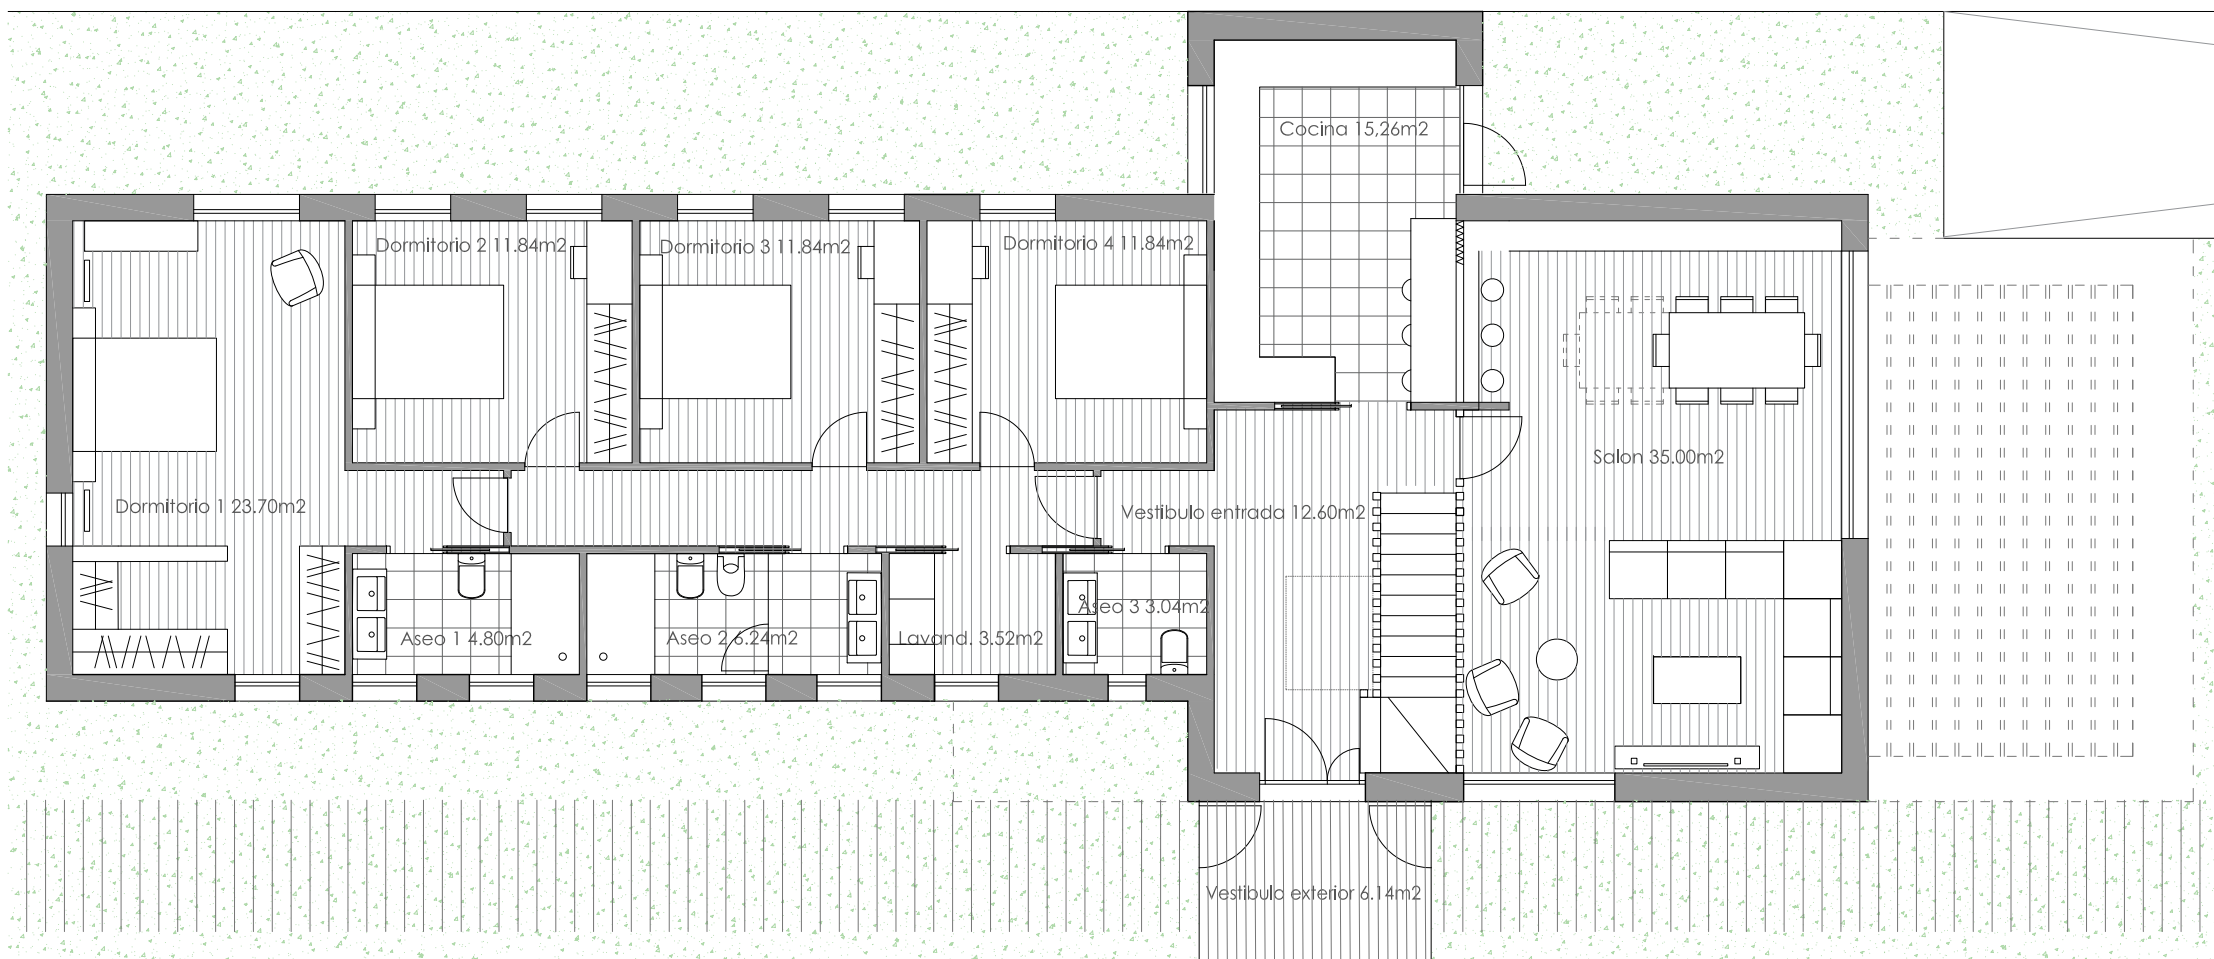 Cocina 15,26m2
Dormitorio 2 11.84m2
Dormitorio 3 11.84m2
Dormitorio 4 11.84m2
Salon 35.00m2
Dormitorio 1 23.70m2
Vestibulo entrada 12.60m2
Aseo 1 4.80m2
Aseo 2 6.24m2
Lavand. 3.52m2
Aseo 3 3.04m2
Vestibulo exterior 6.14m2